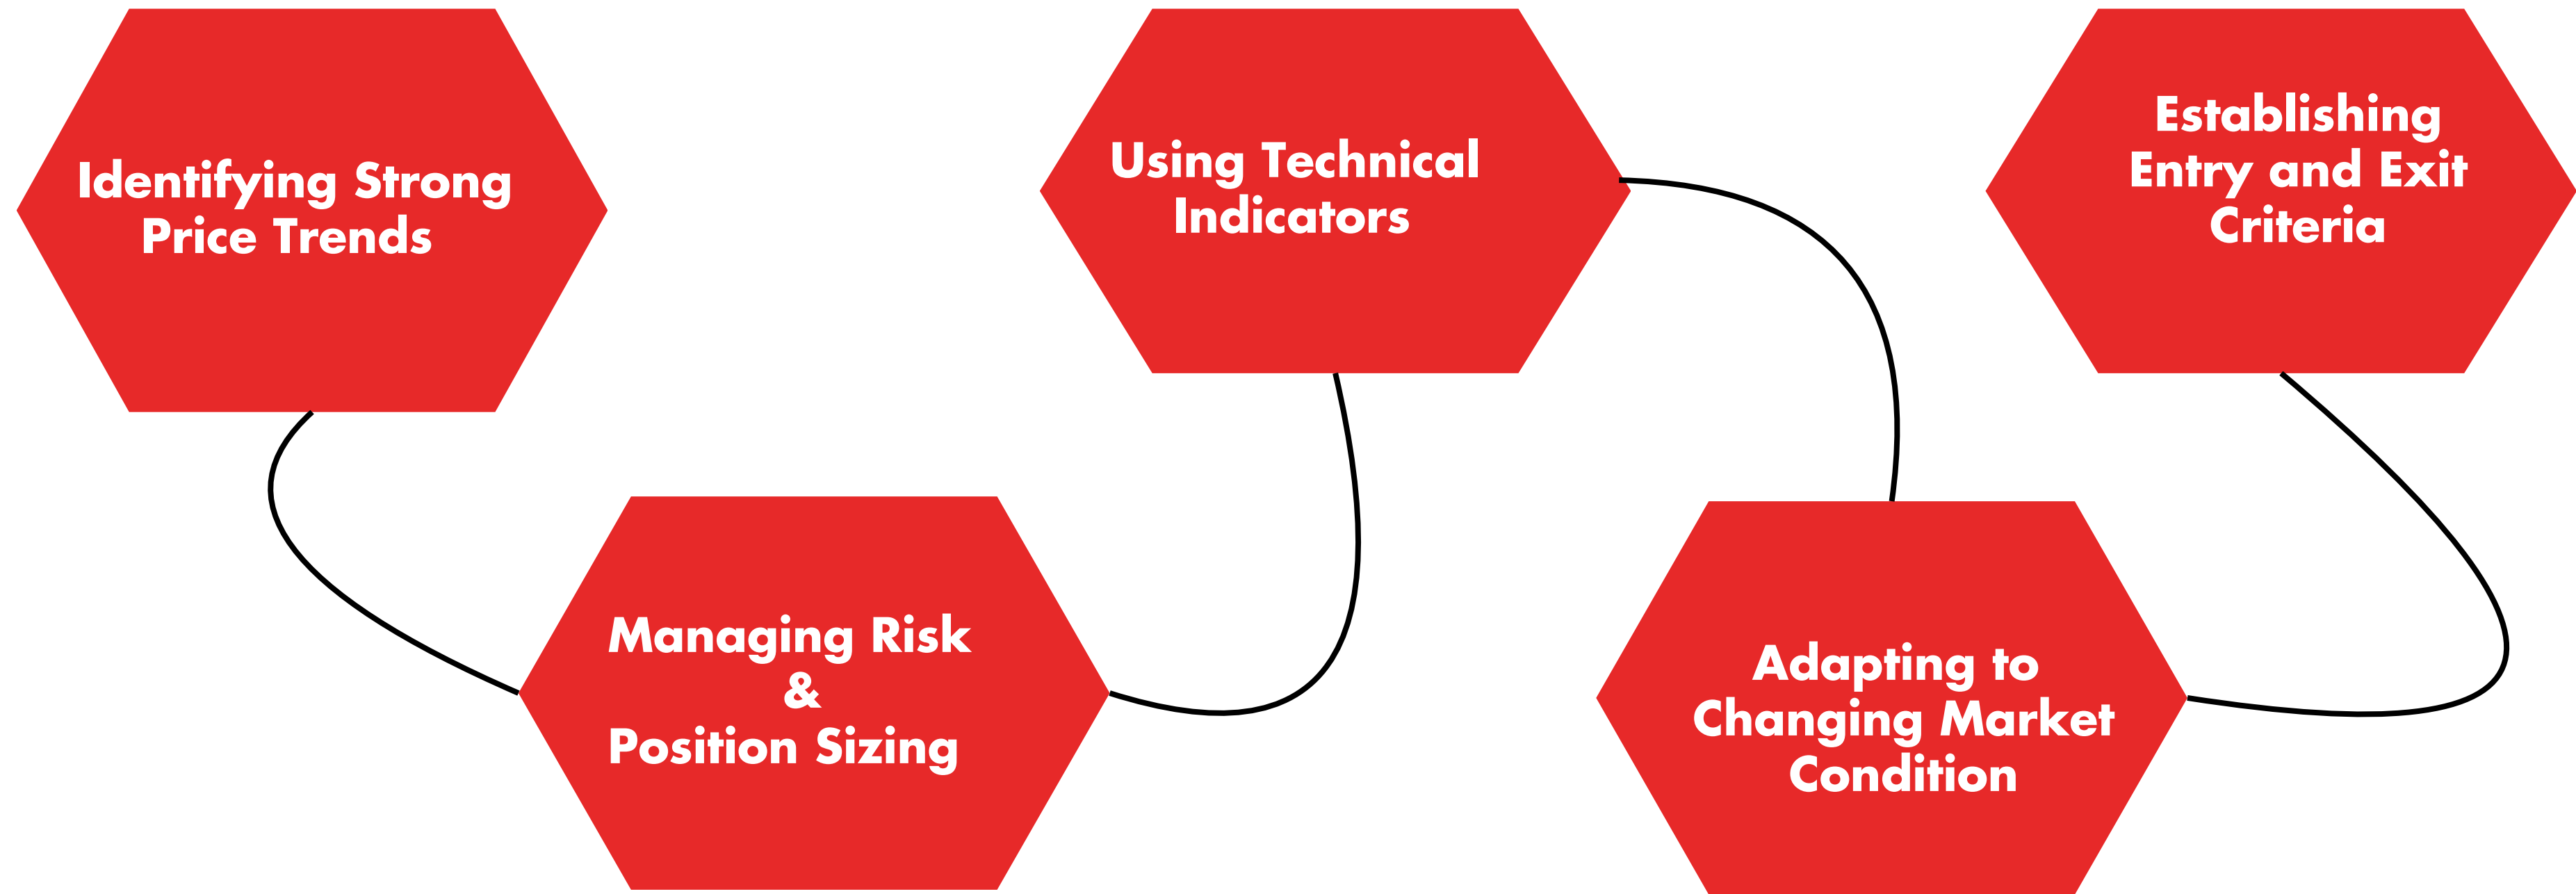 Identifying Strong
Price Trends
Managing Risk
&
Position Sizing
Using Technical
Indicators
Adapting to
Changing Market
Condition
Establishing
Entry and Exit
Criteria